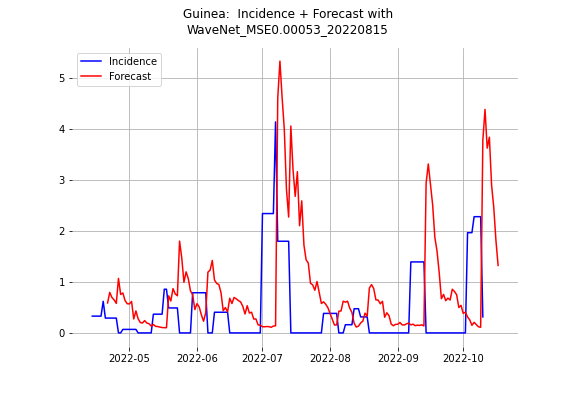 Guinea:  Incidence + Forecast with
WaveNet_MSE0.00053_20220815
Incidence
Forecast
5
4
3
2
1
0
2022-05 2022-06 2022-07 2022-08 2022-09 2022-10